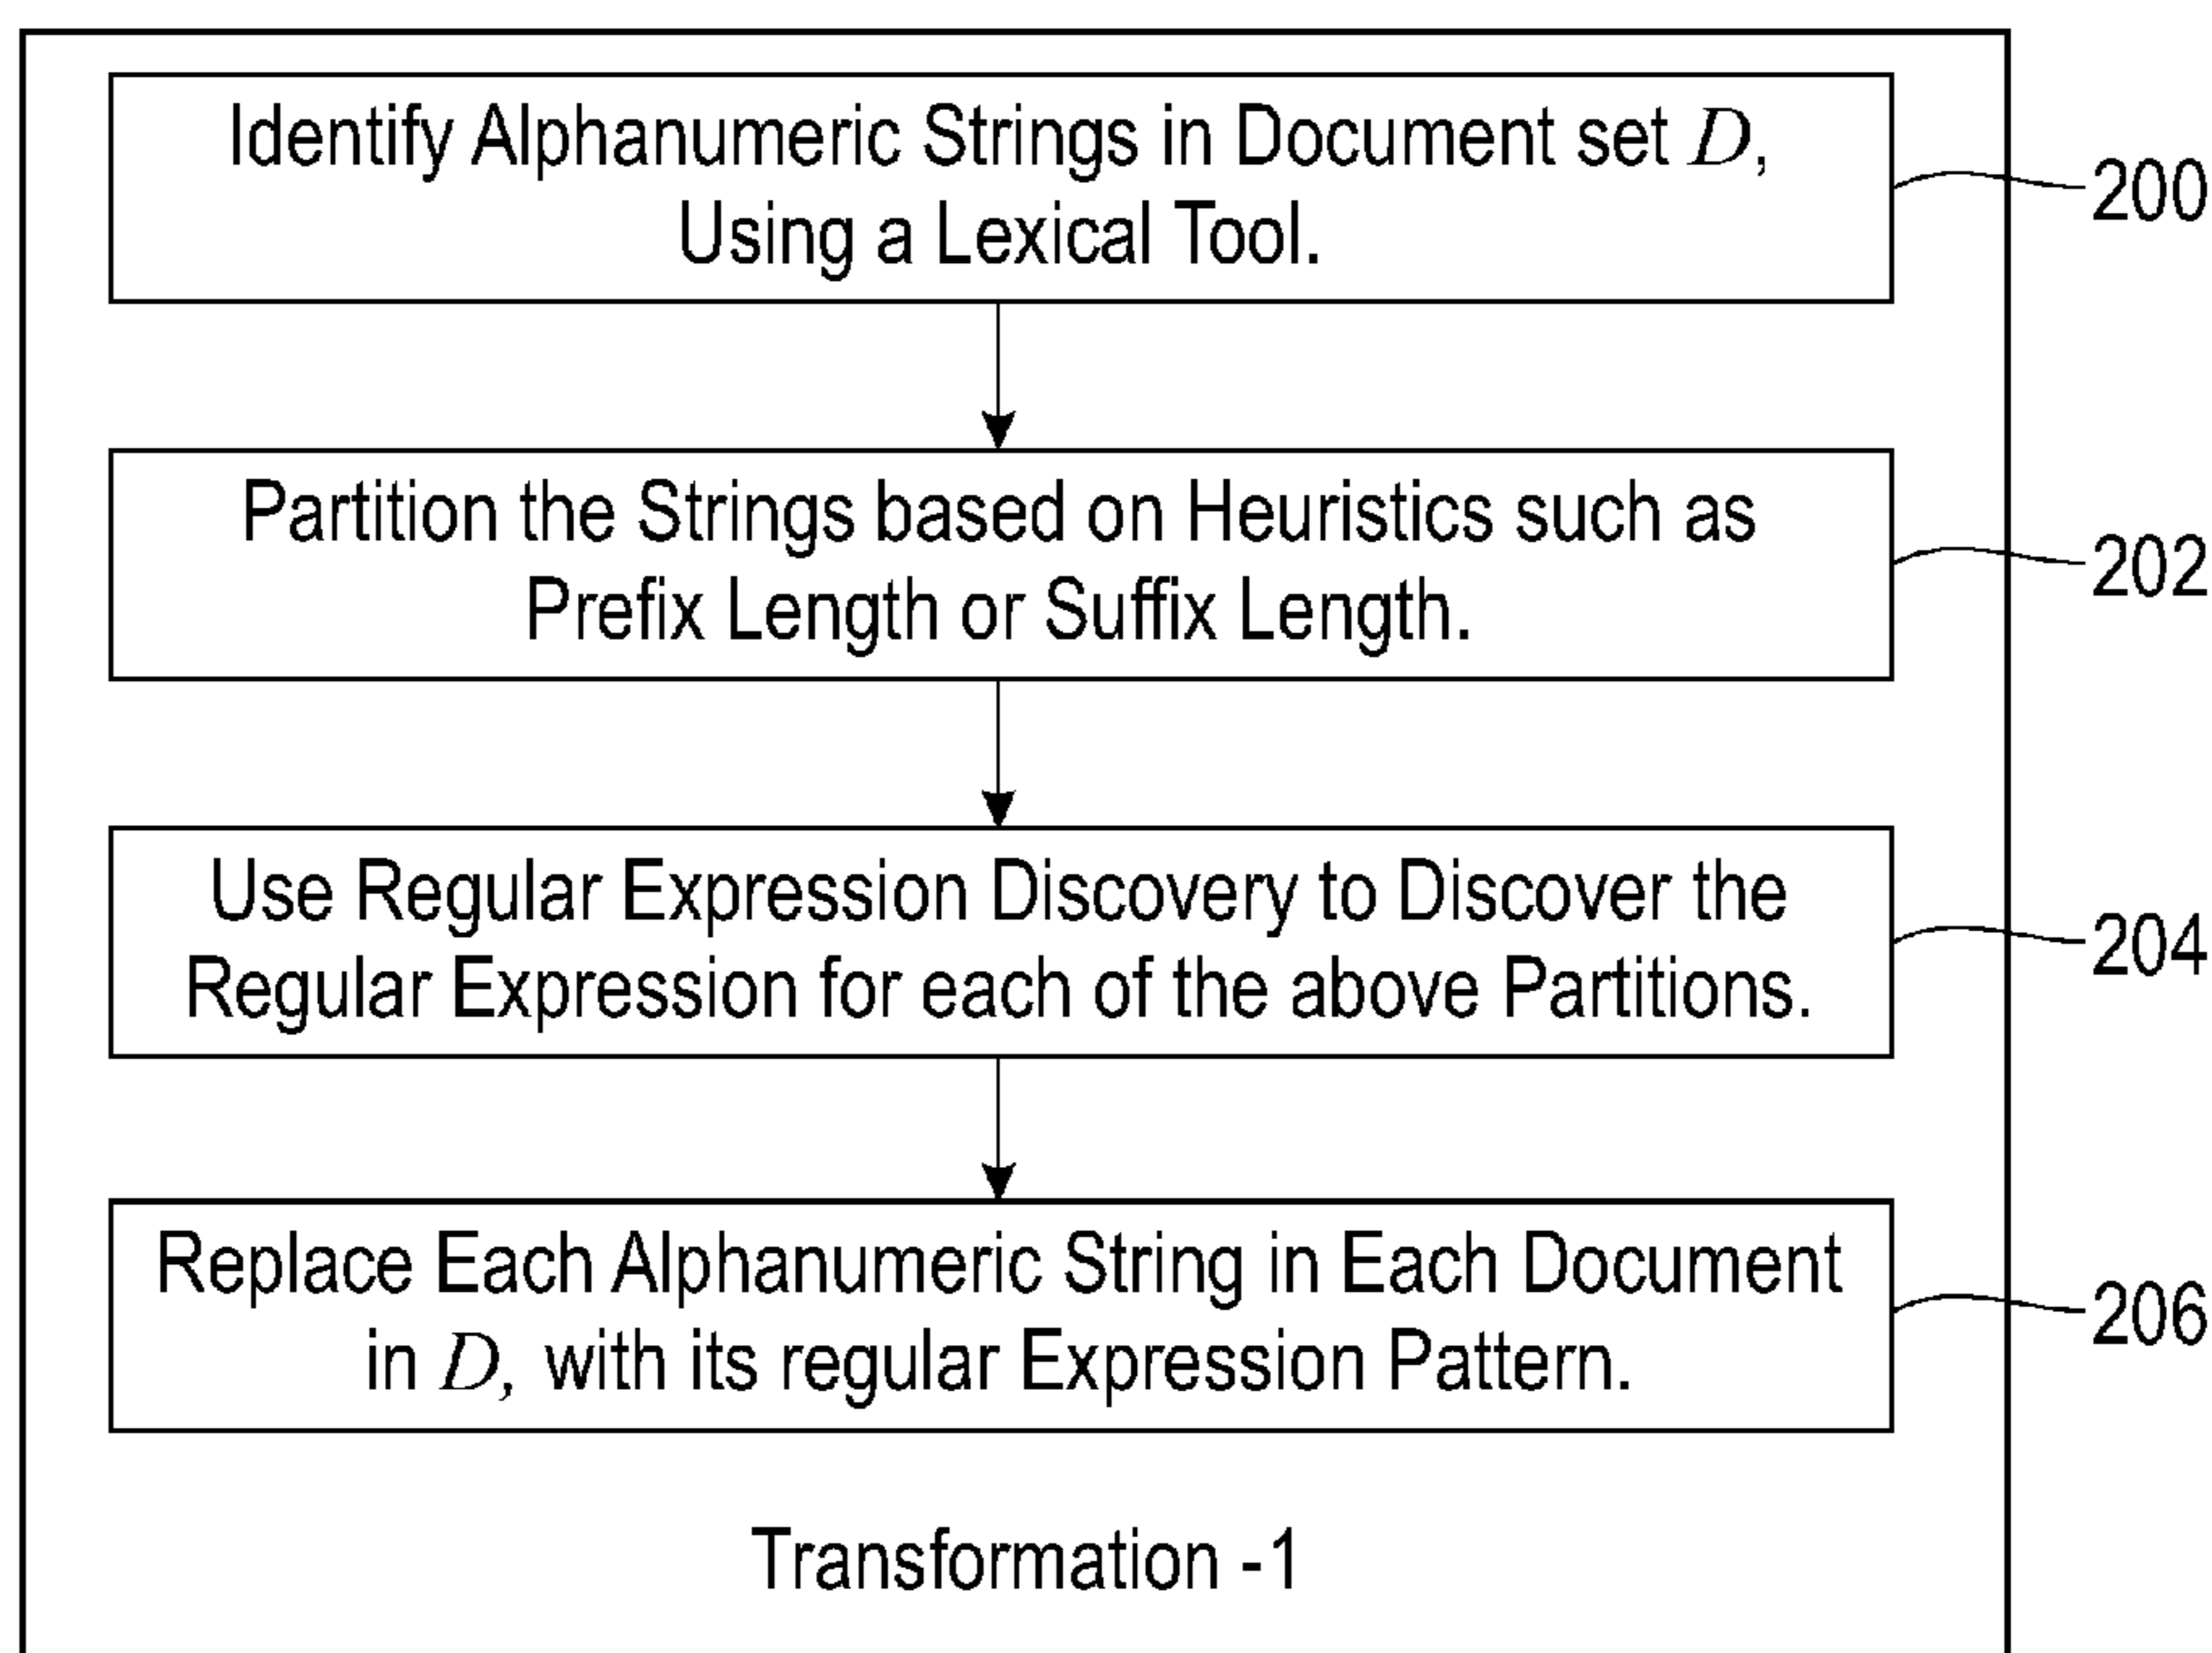 Identify Alphanumeric Strings in Document set D,
Using a Lexical Tool.
200
Partition the Strings based on Heuristics such as
Prefix Length or Suffix Length.
202
Use Regular Expression Discovery to Discover the
Regular Expression for each of the above Partitions.
204
Replace Each Alphanumeric String in Each Document
in D, with its regular Expression Pattern.
206
Transformation -1